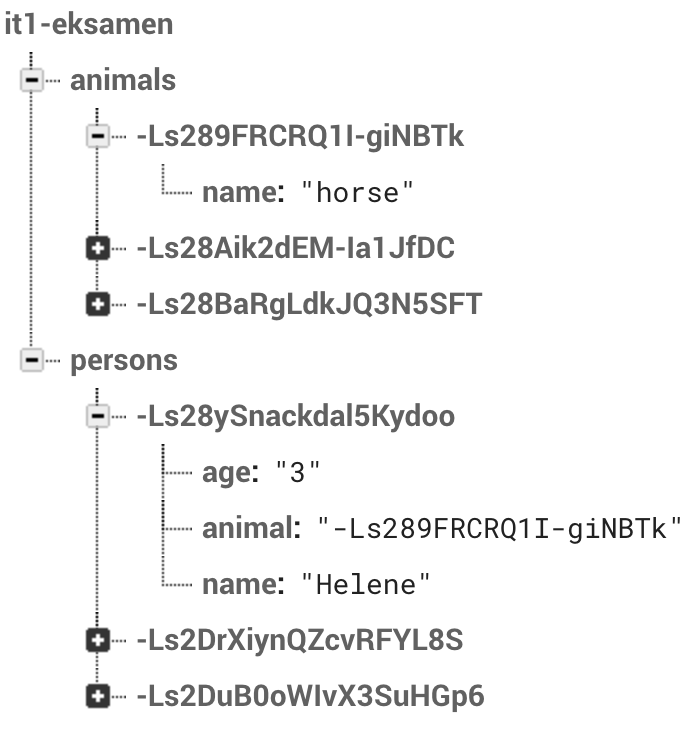 it1-eksamen
animals
-Ls289FRCRQ1I-giNBTk
name: "horse"
-Ls28Aik2dEM-Ia1JfDC
-Ls28BaRgLdkJQ3N5SFT
persons
-Ls28ySnackdal5Kydoo
age: "3"
animal: "-Ls289FRCRQ1I-giNBTk"
name: "Helene"
-Ls2DrXiynQZcvRFYL8S
-Ls2DuB0oWIvX3SuHGp6